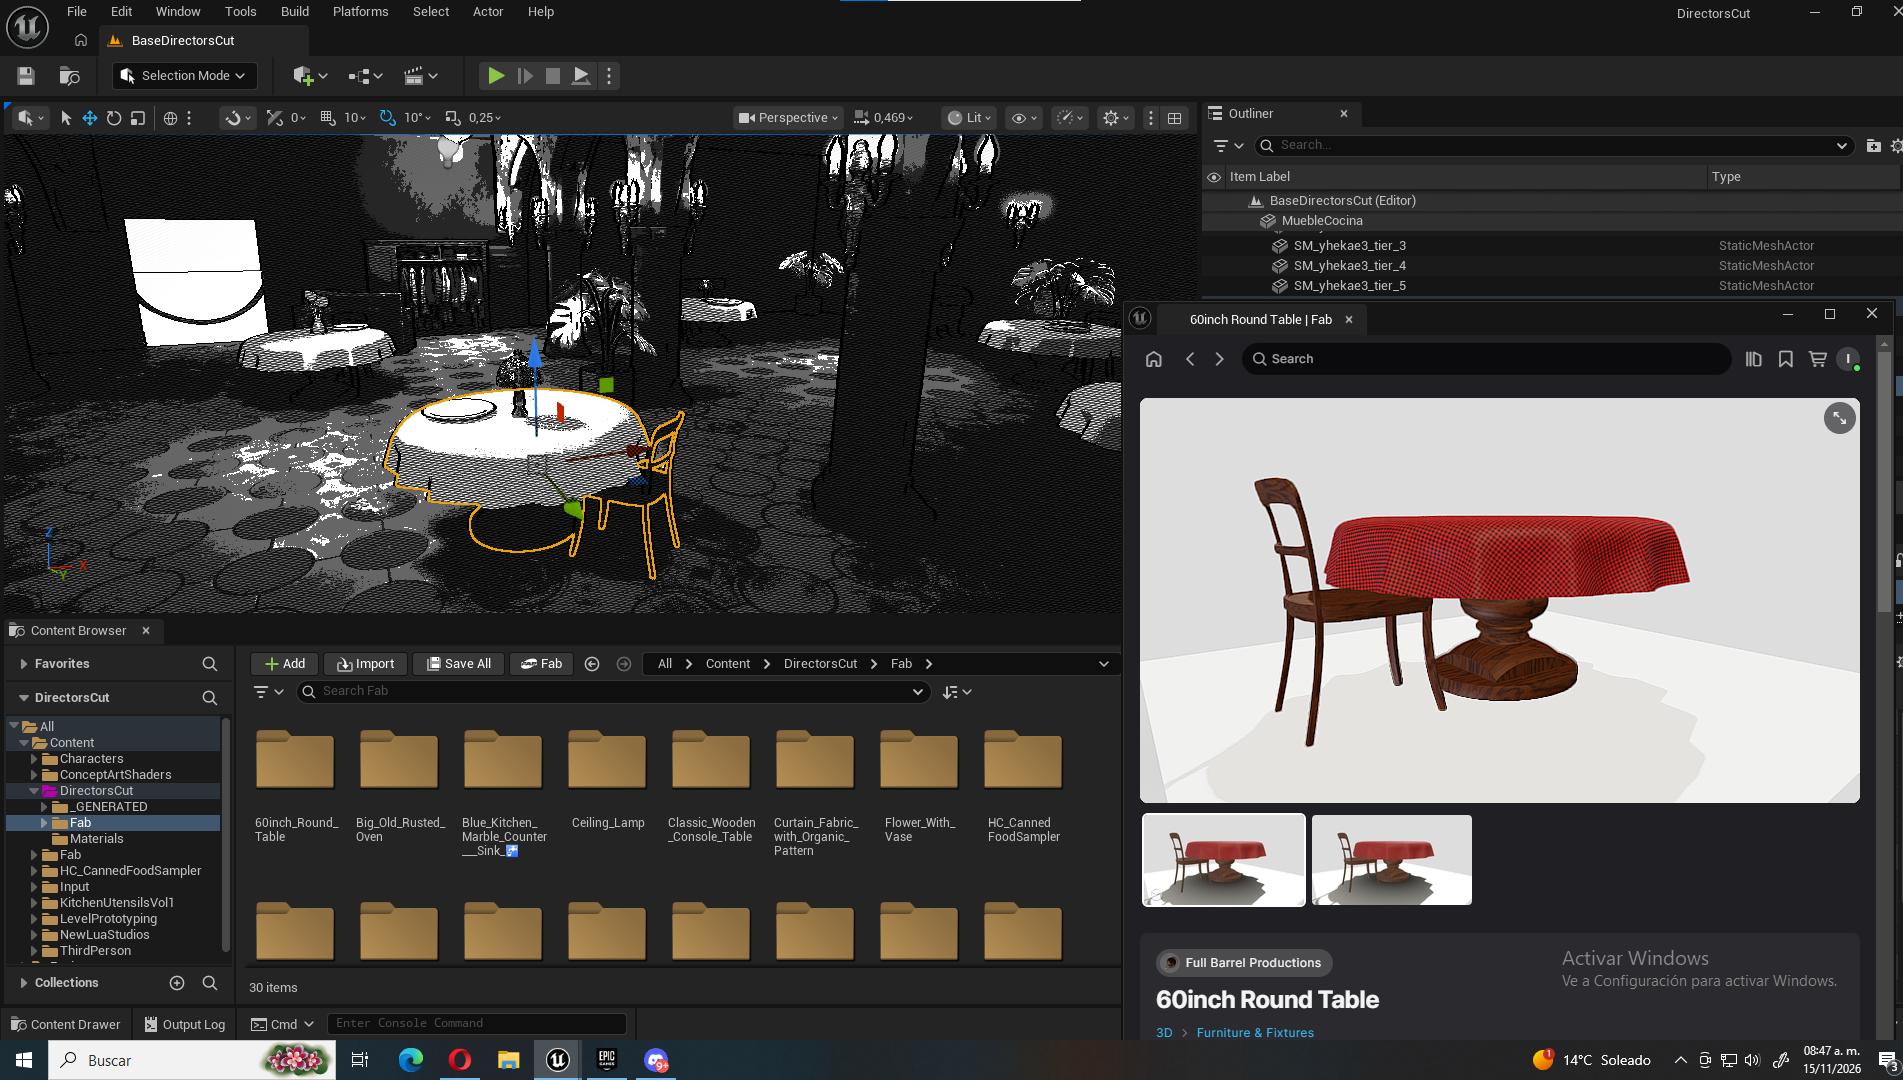 File Edit Window Tools Build Platforms Select Actor Help
DirectorsCut
BaseDirectorsCut
Selection Mode
0 10 10° 0,25 Perspective 0,469 Lit
Outliner
Search...
Item Label Type
BaseDirectorsCut (Editor)
MuebleCocina
SM_yhekae3_tier_3 StaticMeshActor
SM_yhekae3_tier_4 StaticMeshActor
SM_yhekae3_tier_5 StaticMeshActor
Z
X
Y
60inch Round Table | Fab
Search
I
Full Barrel Productions
60inch Round Table
3D > Furniture & Fixtures
Activar Windows
Ve a Configuración para activar Windows.
Content Browser
Favorites
DirectorsCut
All
Content
Characters
ConceptArtShaders
DirectorsCut
_GENERATED
Fab
Materials
Fab
HC_CannedFoodSampler
Input
KitchenUtensilsVol1
LevelPrototyping
NewLuaStudios
ThirdPerson
Collections
Add Import Save All Fab All > Content > DirectorsCut > Fab >
Search Fab
60inch_Round_
Table
Big_Old_Rusted_
Oven
Blue_Kitchen_
Marble_Counter
___Sink_
Ceiling_Lamp
Classic_Wooden
_Console_Table
Curtain_Fabric_
with_Organic_
Pattern
Flower_With_
Vase
HC_Canned
FoodSampler
30 items
Content Drawer Output Log Cmd Enter Console Command
Buscar
EPIC
GAMES
9+
1
14°C Soleado
08:47 a. m.
15/11/2026
3